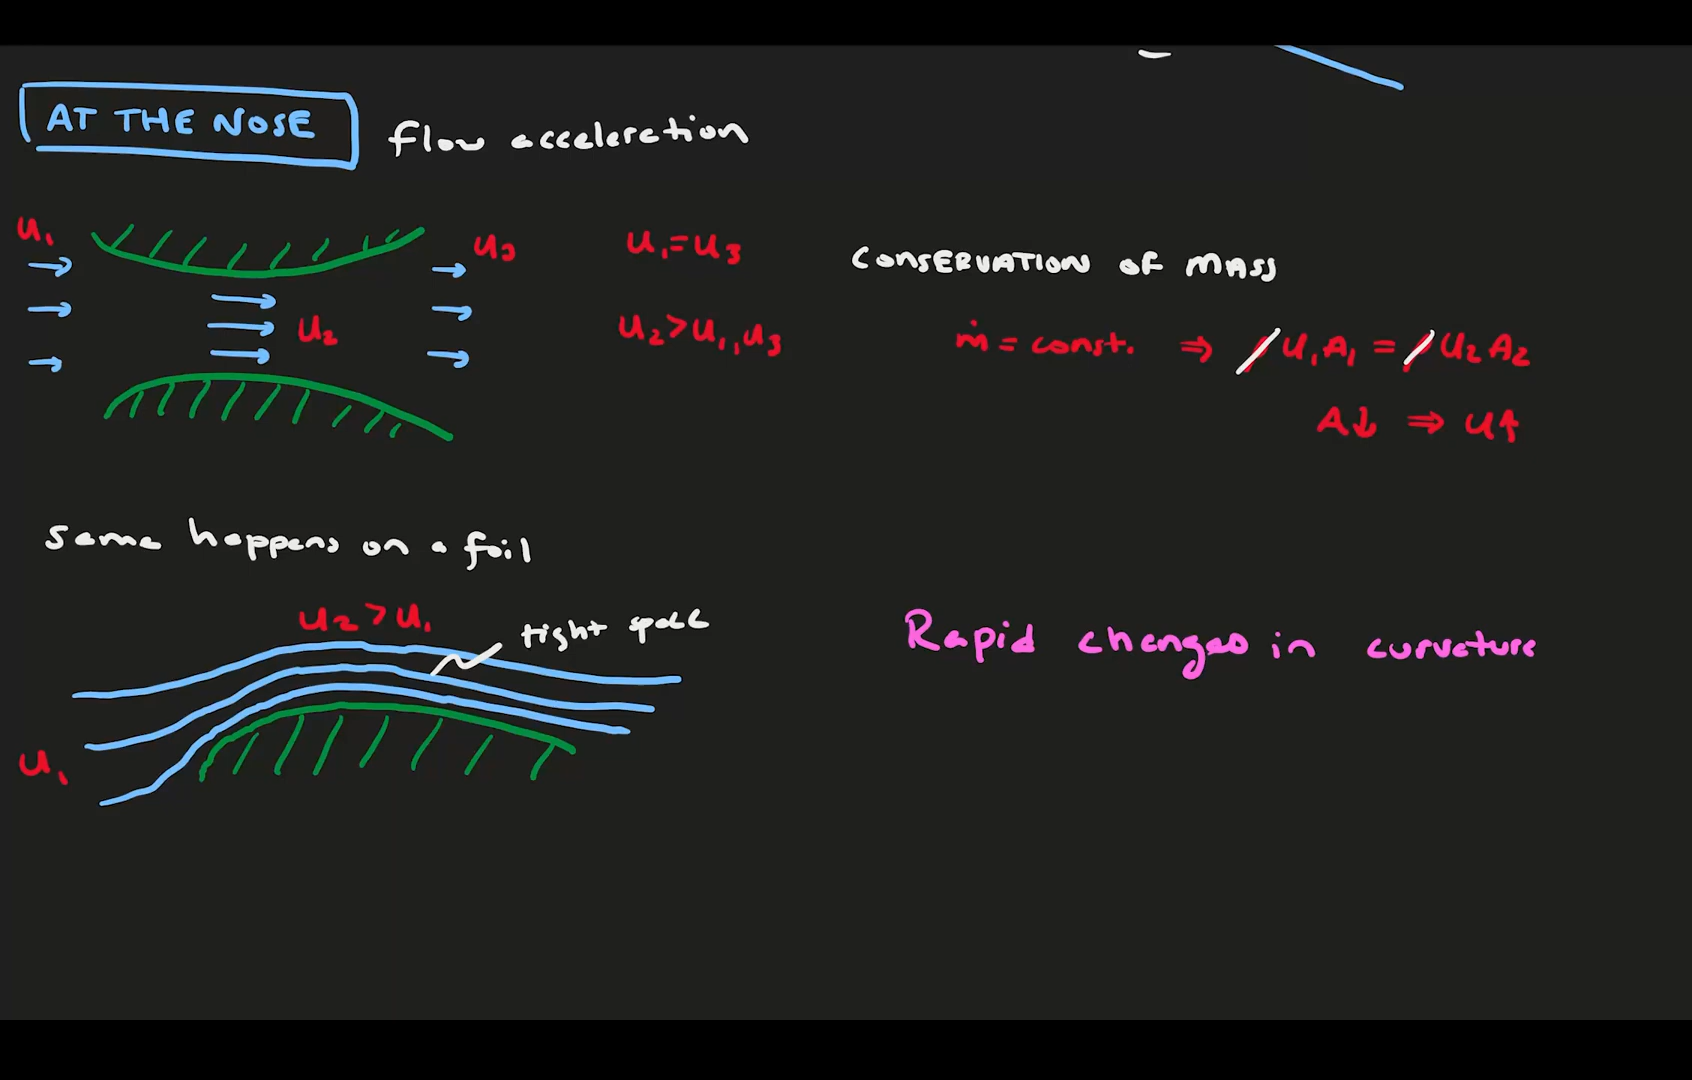 AT THE NOSE
flow acceleration
u₁
u₃
u₂
u₁=u₃
u₂>u₁,u₃
CONSERVATION OF MASS
ṁ = const. ⇒ ρu₁A₁ = ρu₂A₂
A↓ ⇒ u↑
same happens on a foil
u₂>u₁
tight space
u₁
Rapid changes in curvature